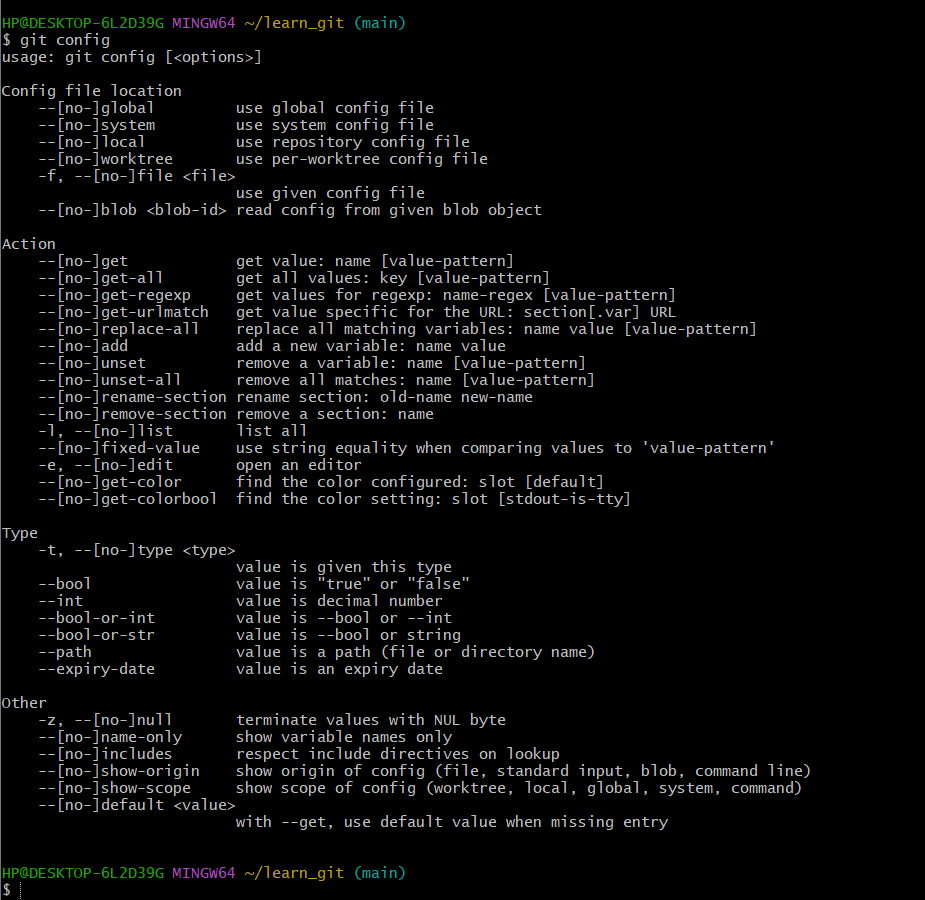 HP@DESKTOP-6L2D39G MINGW64 ~/learn_git (main)
$ git config
usage: git config [<options>]

Config file location
    --[no-]global         use global config file
    --[no-]system         use system config file
    --[no-]local          use repository config file
    --[no-]worktree       use per-worktree config file
    -f, --[no-]file <file>
                          use given config file
    --[no-]blob <blob-id> read config from given blob object

Action
    --[no-]get            get value: name [value-pattern]
    --[no-]get-all        get all values: key [value-pattern]
    --[no-]get-regexp     get values for regexp: name-regex [value-pattern]
    --[no-]get-urlmatch   get value specific for the URL: section[.var] URL
    --[no-]replace-all    replace all matching variables: name value [value-pattern]
    --[no-]add            add a new variable: name value
    --[no-]unset          remove a variable: name [value-pattern]
    --[no-]unset-all      remove all matches: name [value-pattern]
    --[no-]rename-section rename section: old-name new-name
    --[no-]remove-section remove a section: name
    -l, --[no-]list       list all
    --[no-]fixed-value    use string equality when comparing values to 'value-pattern'
    -e, --[no-]edit       open an editor
    --[no-]get-color      find the color configured: slot [default]
    --[no-]get-colorbool  find the color setting: slot [stdout-is-tty]

Type
    -t, --[no-]type <type>
                          value is given this type
    --bool                value is "true" or "false"
    --int                 value is decimal number
    --bool-or-int         value is --bool or --int
    --bool-or-str         value is --bool or string
    --path                value is a path (file or directory name)
    --expiry-date         value is an expiry date

Other
    -z, --[no-]null       terminate values with NUL byte
    --[no-]name-only      show variable names only
    --[no-]includes       respect include directives on lookup
    --[no-]show-origin    show origin of config (file, standard input, blob, command line)
    --[no-]show-scope     show scope of config (worktree, local, global, system, command)
    --[no-]default <value>
                          with --get, use default value when missing entry

HP@DESKTOP-6L2D39G MINGW64 ~/learn_git (main)
$